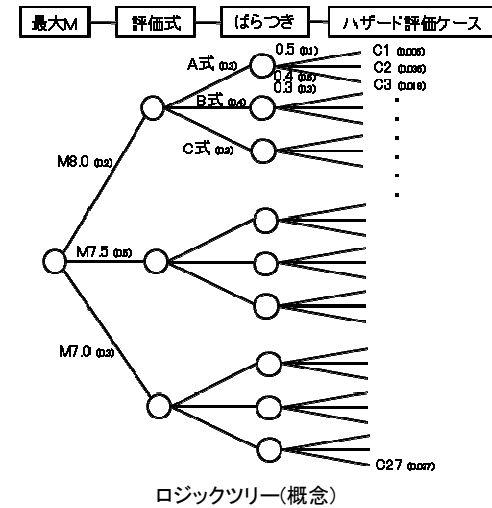 最大M 評価式 ばらつき ハザード評価ケース
A式 (0.3)
0.5 (0.1)
0.4 (0.6)
0.3 (0.3)
C1 (0.006)
C2 (0.036)
C3 (0.018)
B式 (0.4)
C式 (0.3)
M8.0 (0.2)
M7.5 (0.5)
M7.0 (0.3)
C27 (0.027)
ロジックツリー(概念)